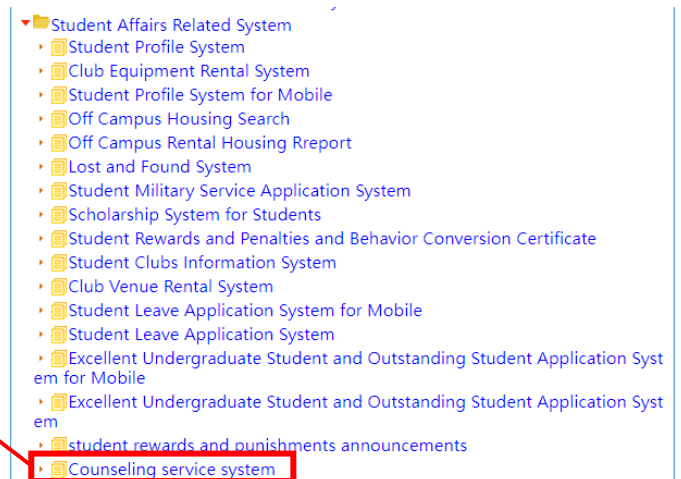 Student Affairs Related System
Student Profile System
Club Equipment Rental System
Student Profile System for Mobile
Off Campus Housing Search
Off Campus Rental Housing Rreport
Lost and Found System
Student Military Service Application System
Scholarship System for Students
Student Rewards and Penalties and Behavior Conversion Certificate
Student Clubs Information System
Club Venue Rental System
Student Leave Application System for Mobile
Student Leave Application System
Excellent Undergraduate Student and Outstanding Student Application Syst
em for Mobile
Excellent Undergraduate Student and Outstanding Student Application Syst
em
student rewards and punishments announcements
Counseling service system